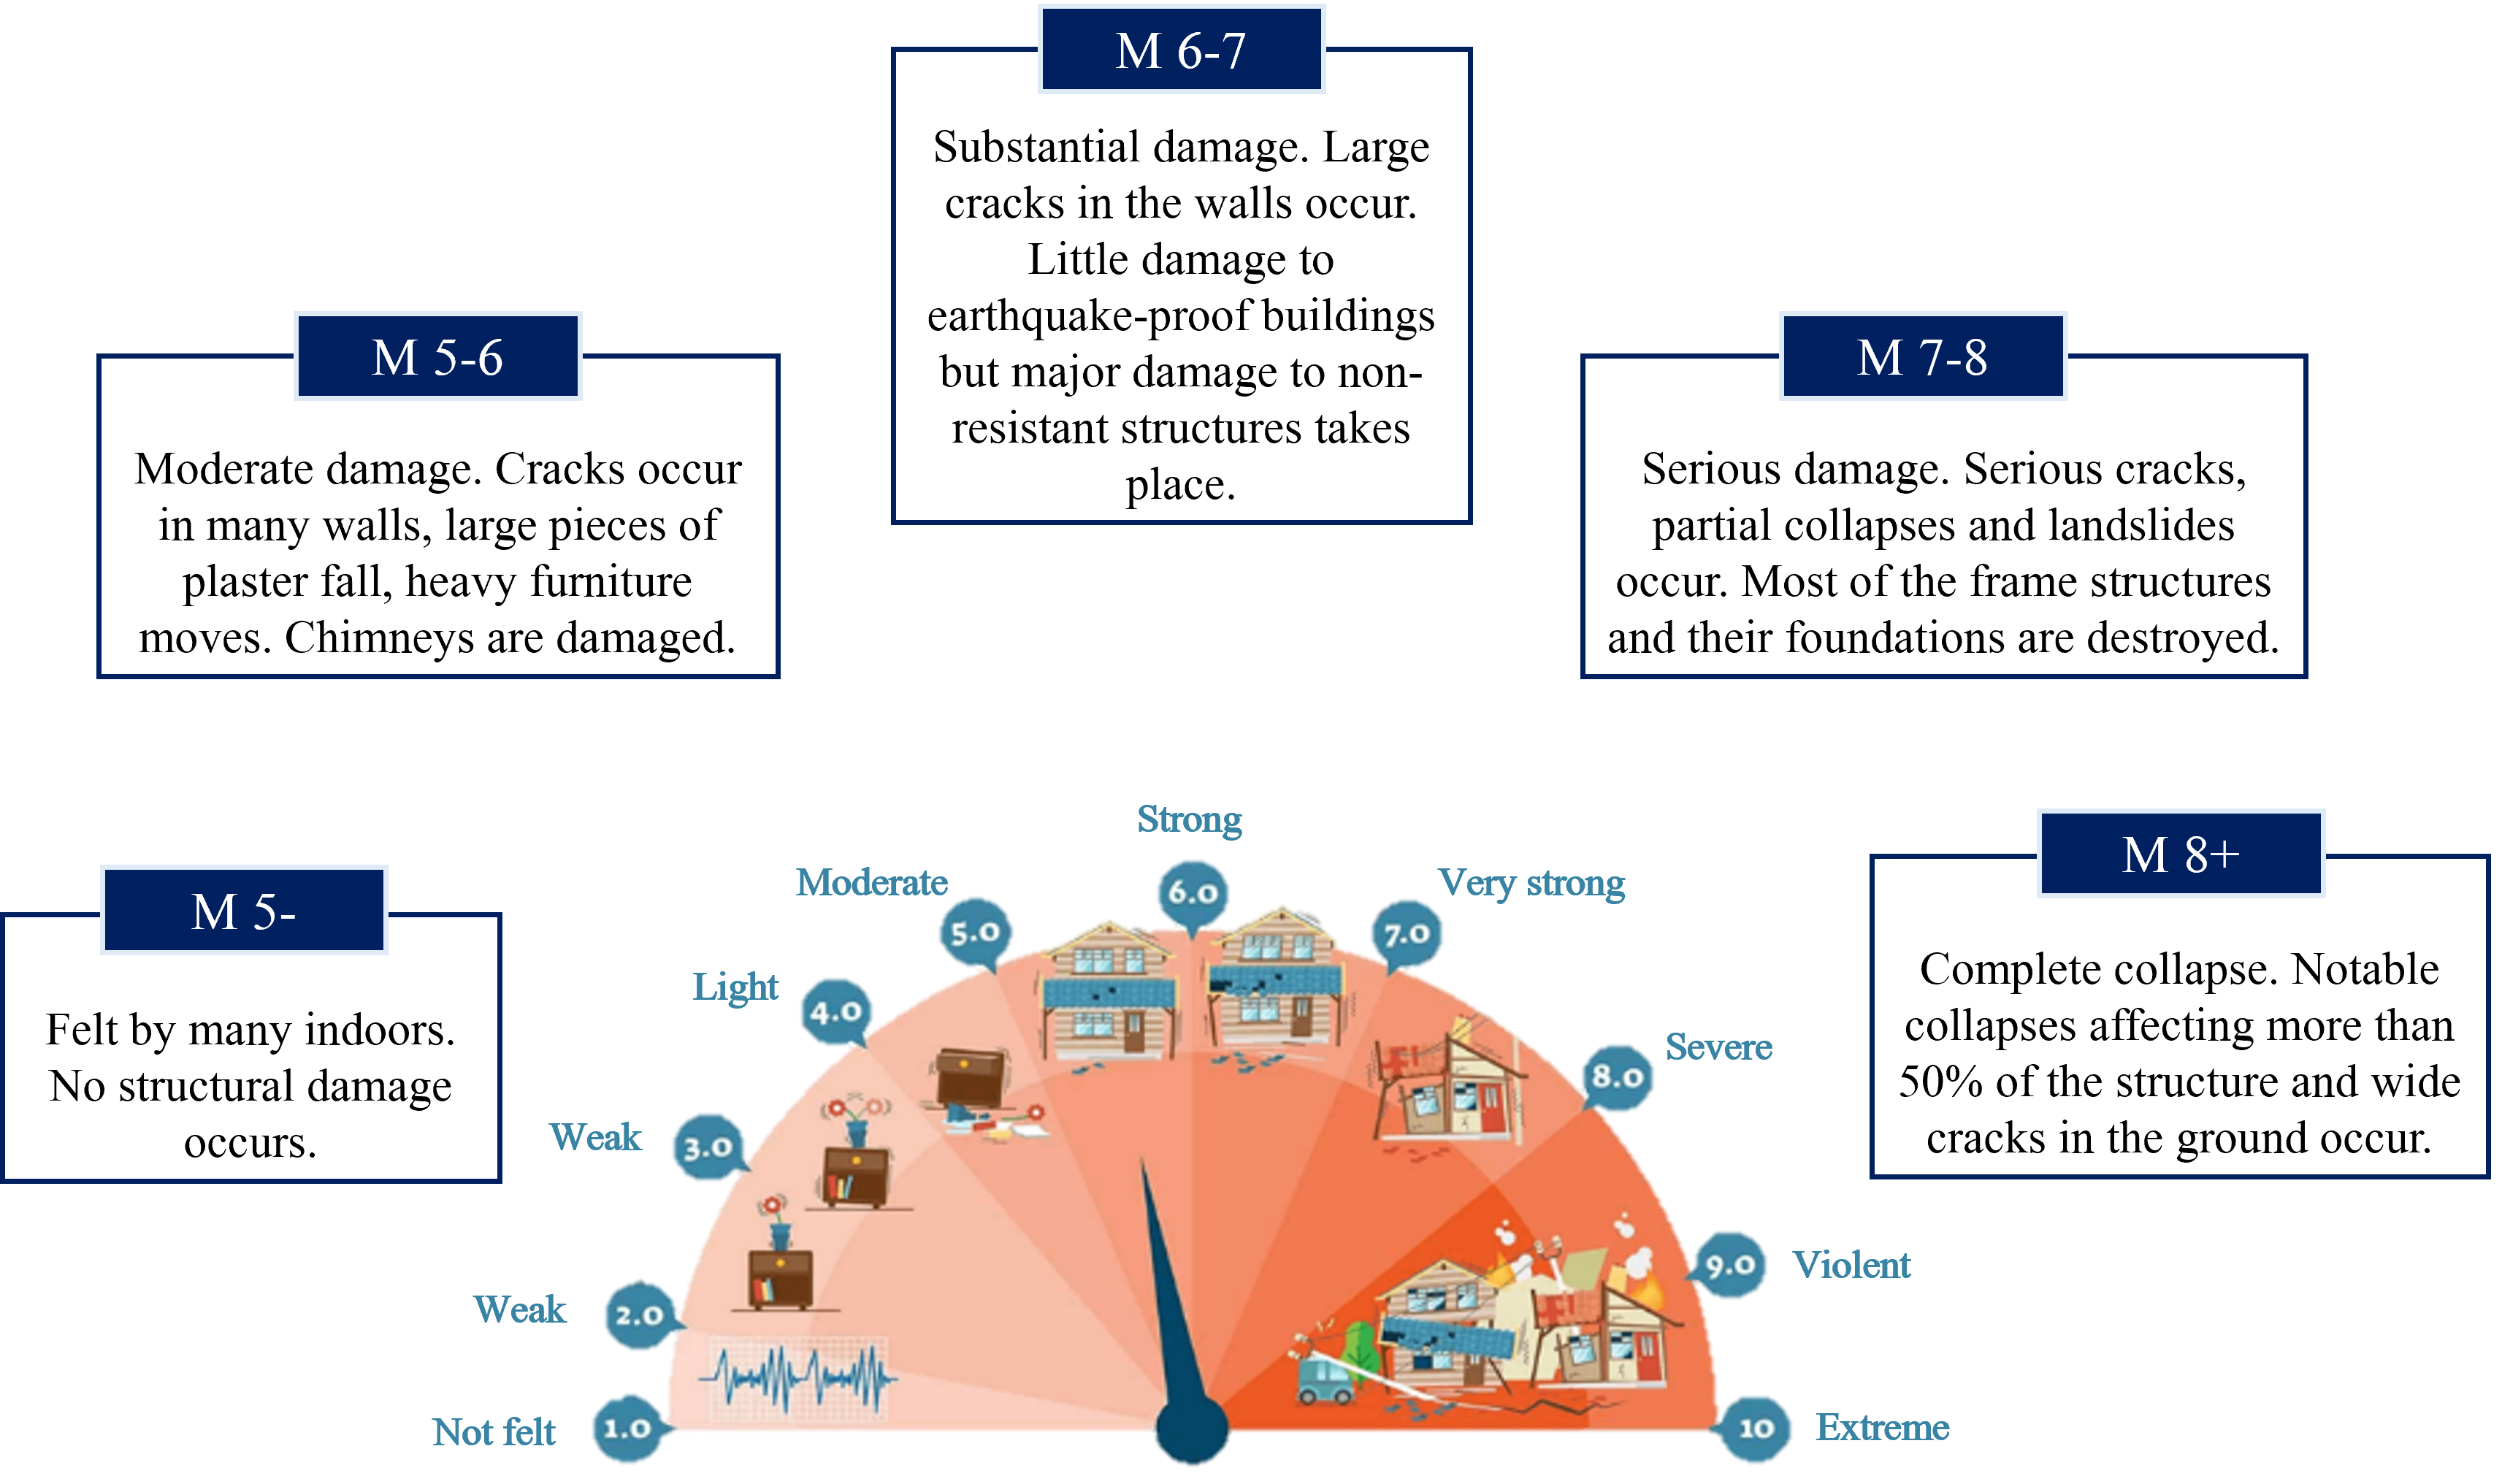 M 6-7
Substantial damage. Large
cracks in the walls occur.
Little damage to
earthquake-proof buildings
but major damage to non-
resistant structures takes
place.
M 5-6
Moderate damage. Cracks occur
in many walls, large pieces of
plaster fall, heavy furniture
moves. Chimneys are damaged.
M 7-8
Serious damage. Serious cracks,
partial collapses and landslides
occur. Most of the frame structures
and their foundations are destroyed.
M 5-
Felt by many indoors.
No structural damage
occurs.
M 8+
Complete collapse. Notable
collapses affecting more than
50% of the structure and wide
cracks in the ground occur.
Not felt
1.0
Weak
2.0
Weak
3.0
Light
4.0
Moderate
5.0
Strong
6.0
Very strong
7.0
Severe
8.0
Violent
9.0
Extreme
10